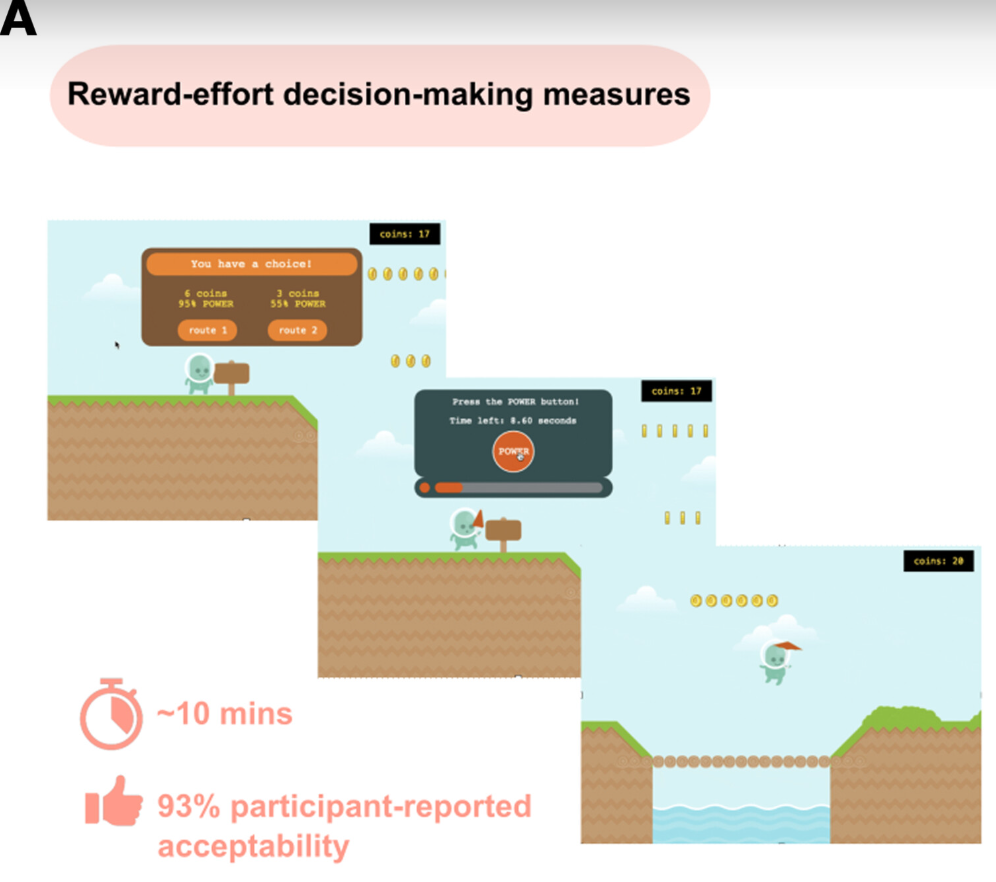 A
Reward-effort decision-making measures
coins: 17
You have a choice!
6 coins 3 coins
95% POWER 55% POWER
route 1 route 2
coins: 17
Press the POWER button!
Time left: 8.60 seconds
POWER
coins: 20
~10 mins
93% participant-reported
acceptability